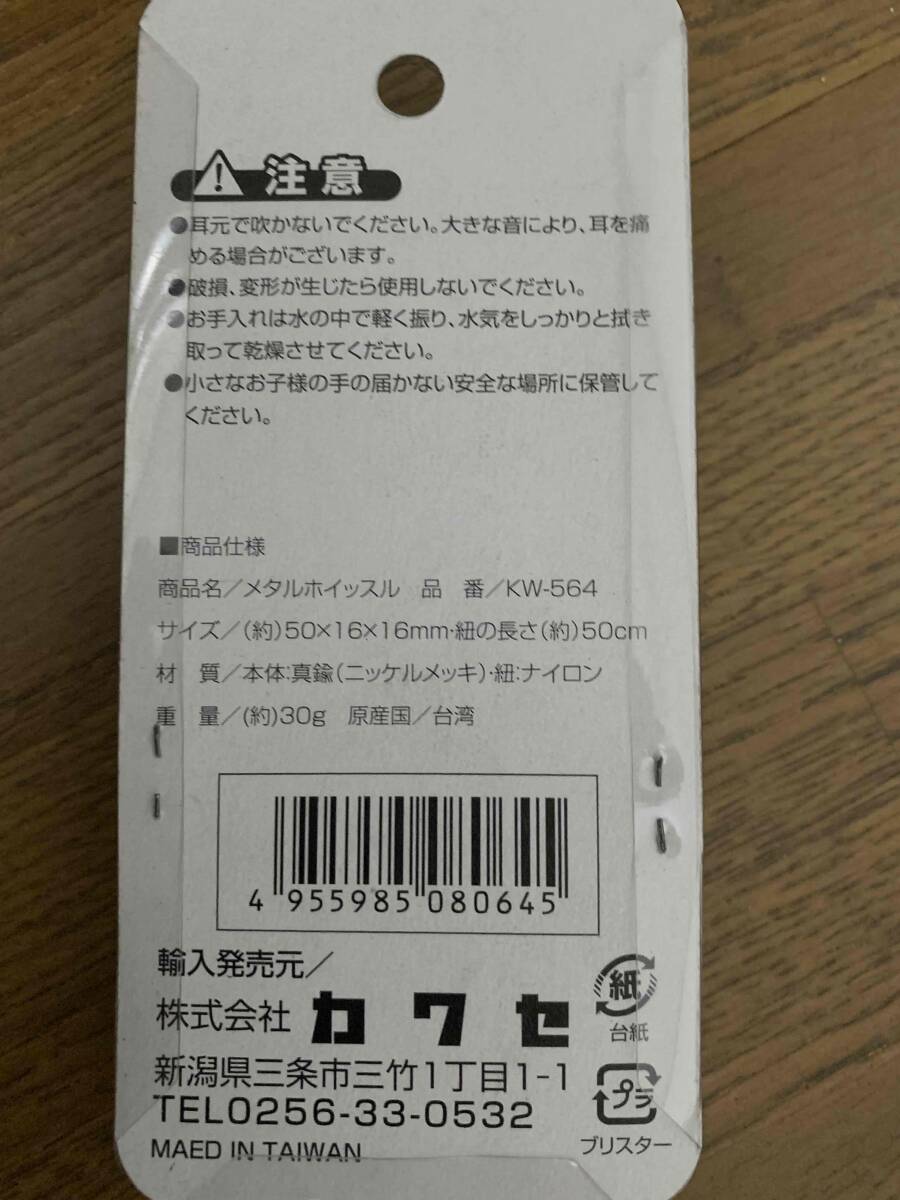 注意
●耳元で吹かないでください。大きな音により、耳を痛
める場合がございます。
●破損、変形が生じたら使用しないでください。
●お手入れは水の中で軽く振り、水気をしっかりと拭き
取って乾燥させてください。
●小さなお子様の手の届かない安全な場所に保管して
ください。
■商品仕様
商品名／メタルホイッスル 品 番／KW-564
サイズ／(約)50×16×16mm・紐の長さ(約)50cm
材 質／本体:真鍮(ニッケルメッキ)・紐:ナイロン
重 量／(約)30g 原産国／台湾
4 955985 080645
輸入発売元／
株式会社 カワセ
紙
台紙
新潟県三条市三竹1丁目1-1
TEL0256-33-0532
プラ
ブリスター
MAED IN TAIWAN